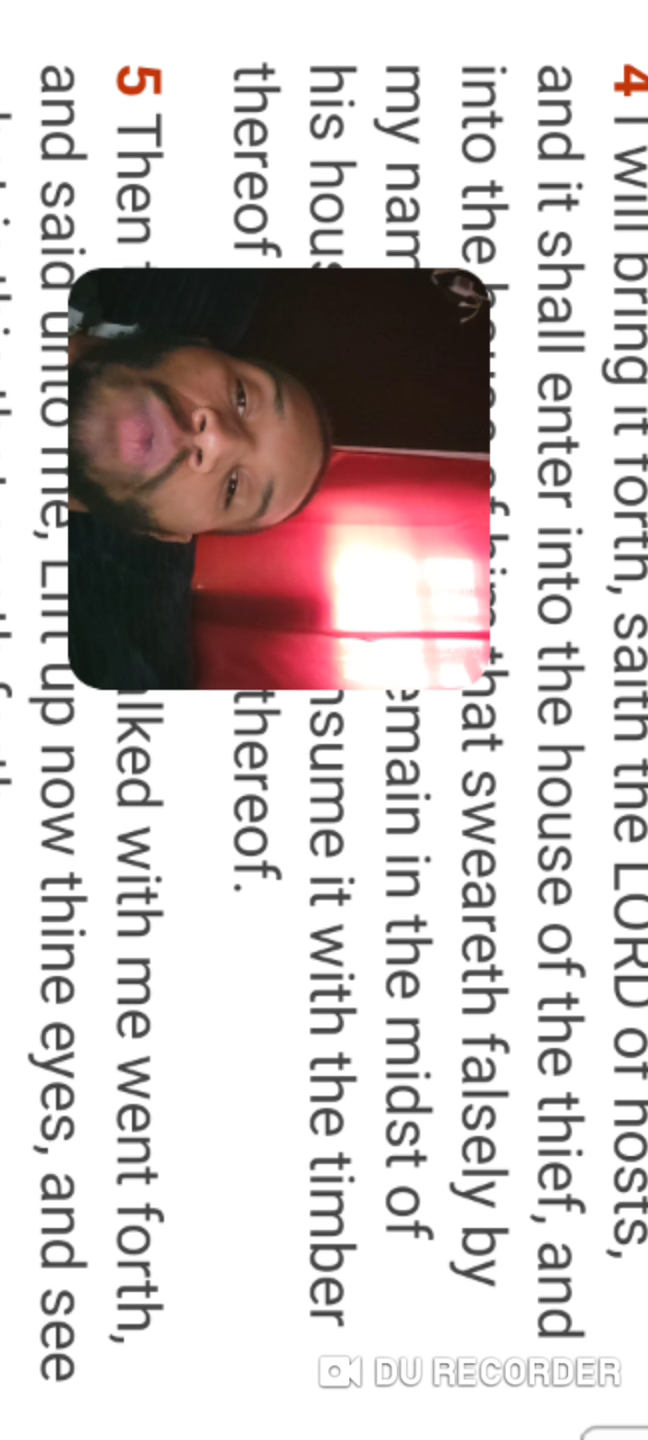 4 I will bring it forth, saith the LORD of hosts,
and it shall enter into the house of the thief, and
into the that sweareth falsely by
my emain in the midst of
his nsume it with the timber
thereof thereof.
5 Then lked with me went forth,
and said unto me, Lift up now thine eyes, and see
DU RECORDER